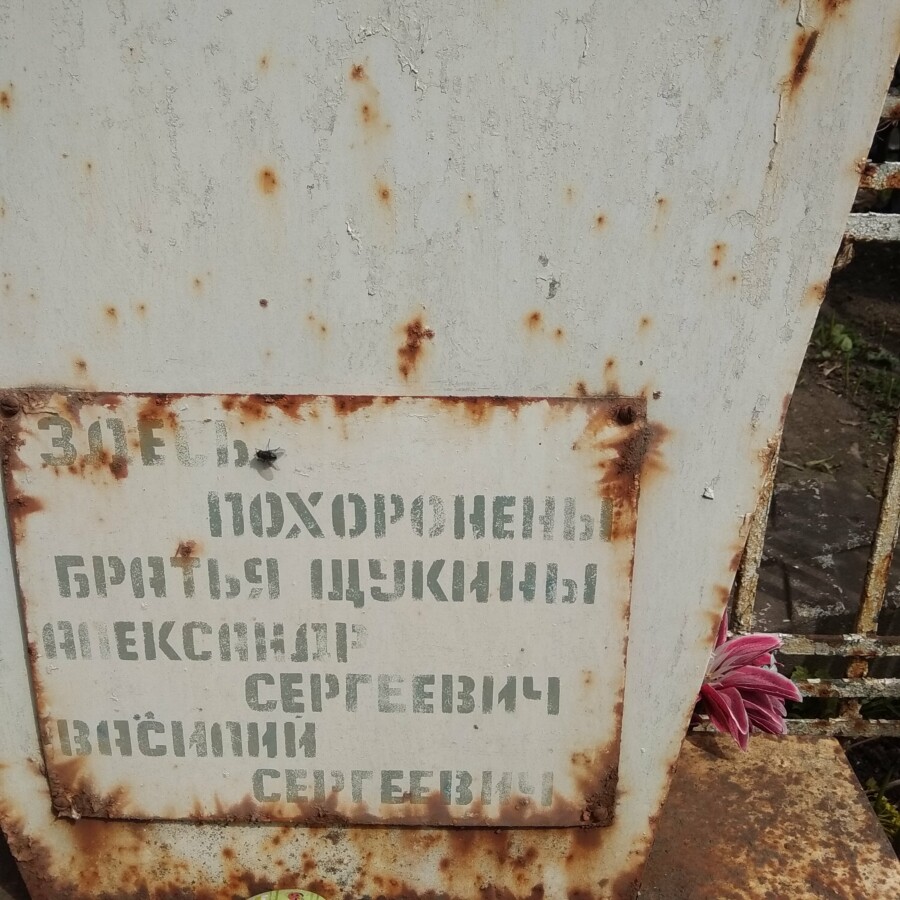 ЗДЕСЬ
ПОХОРОНЕНЫ
БРАТЬЯ ЩУКИНЫ
АЛЕКСАНДР
СЕРГЕЕВИЧ
ВАСИЛИЙ
СЕРГЕЕВИЧ